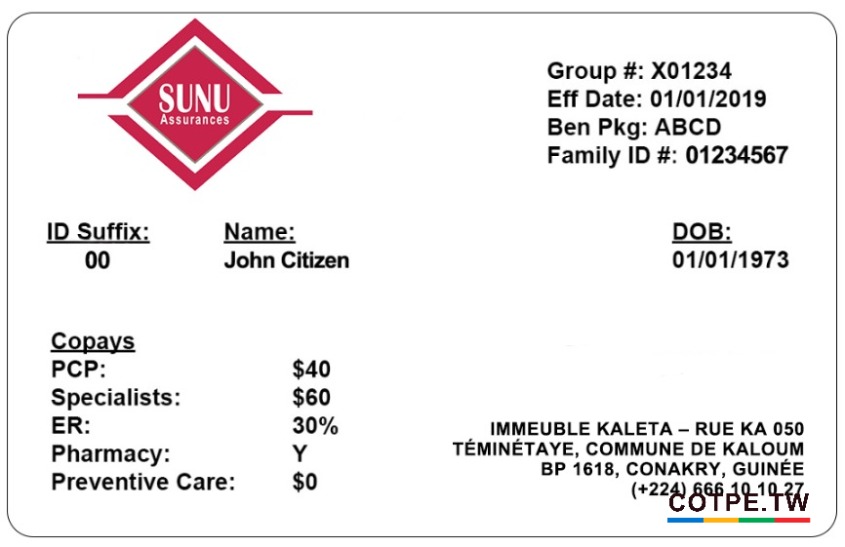 SUNU
Assurances
Group #: X01234
Eff Date: 01/01/2019
Ben Pkg: ABCD
Family ID #: 01234567
ID Suffix:
00
Name:
John Citizen
DOB:
01/01/1973
Copays
PCP: $40
Specialists: $60
ER: 30%
Pharmacy: Y
Preventive Care: $0
IMMEUBLE KALETA – RUE KA 050
TÉMINÉTAYE, COMMUNE DE KALOUM
BP 1618, CONAKRY, GUINÉE
(+224) 666 10 10 27
COTPE.TW